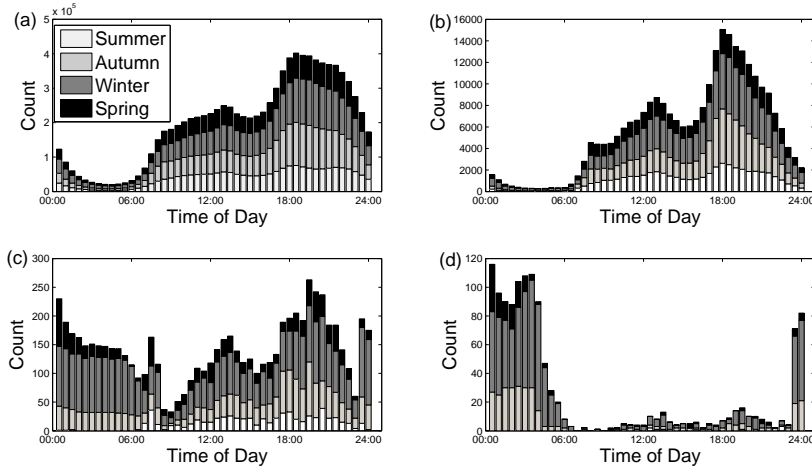 (a)
x 10⁵
5
4
3
2
1
0
Count
Summer
Autumn
Winter
Spring
00:00 06:00 12:00 18:00 24:00
Time of Day
(b)
16000
14000
12000
10000
8000
6000
4000
2000
0
Count
00:00 06:00 12:00 18:00 24:00
Time of Day
(c)
300
250
200
150
100
50
0
Count
00:00 06:00 12:00 18:00 24:00
Time of Day
(d)
120
100
80
60
40
20
0
Count
00:00 06:00 12:00 18:00 24:00
Time of Day